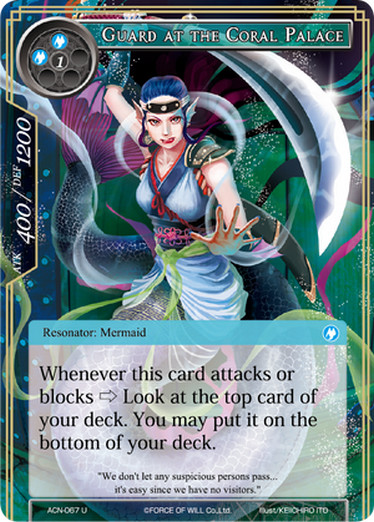 GUARD AT THE CORAL PALACE
1
ATK 400/DEF 1200
Resonator: Mermaid
Whenever this card attacks or
blocks ⇨ Look at the top card of
your deck. You may put it on the
bottom of your deck.
"We don't let any suspicious persons pass...
it's easy since we have no visitors."
ACN-067 U ©FORCE OF WILL Co.,Ltd. Illust/KEIICHIRO ITO